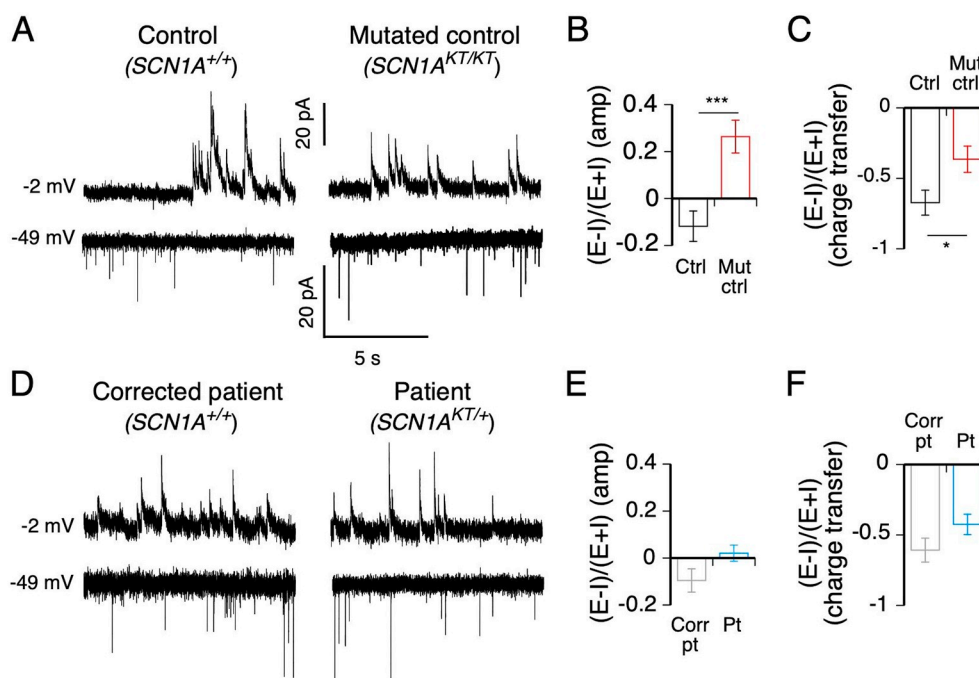 A
Control
(SCN1A+/+)
Mutated control
(SCN1AKT/KT)
20 pA
-2 mV
-49 mV
20 pA
5 s
B
(E-I)/(E+I) (amp)
0.4
0.2
0
-0.2
***
Ctrl
Mut
ctrl
C
Ctrl
Mut
ctrl
(E-I)/(E+I)
(charge transfer)
0
-0.5
-1
*
D
Corrected patient
(SCN1A+/+)
Patient
(SCN1AKT/+)
-2 mV
-49 mV
E
(E-I)/(E+I) (amp)
0.4
0.2
0
-0.2
Corr
pt
Pt
F
Corr
pt
Pt
(E-I)/(E+I)
(charge transfer)
0
-0.5
-1